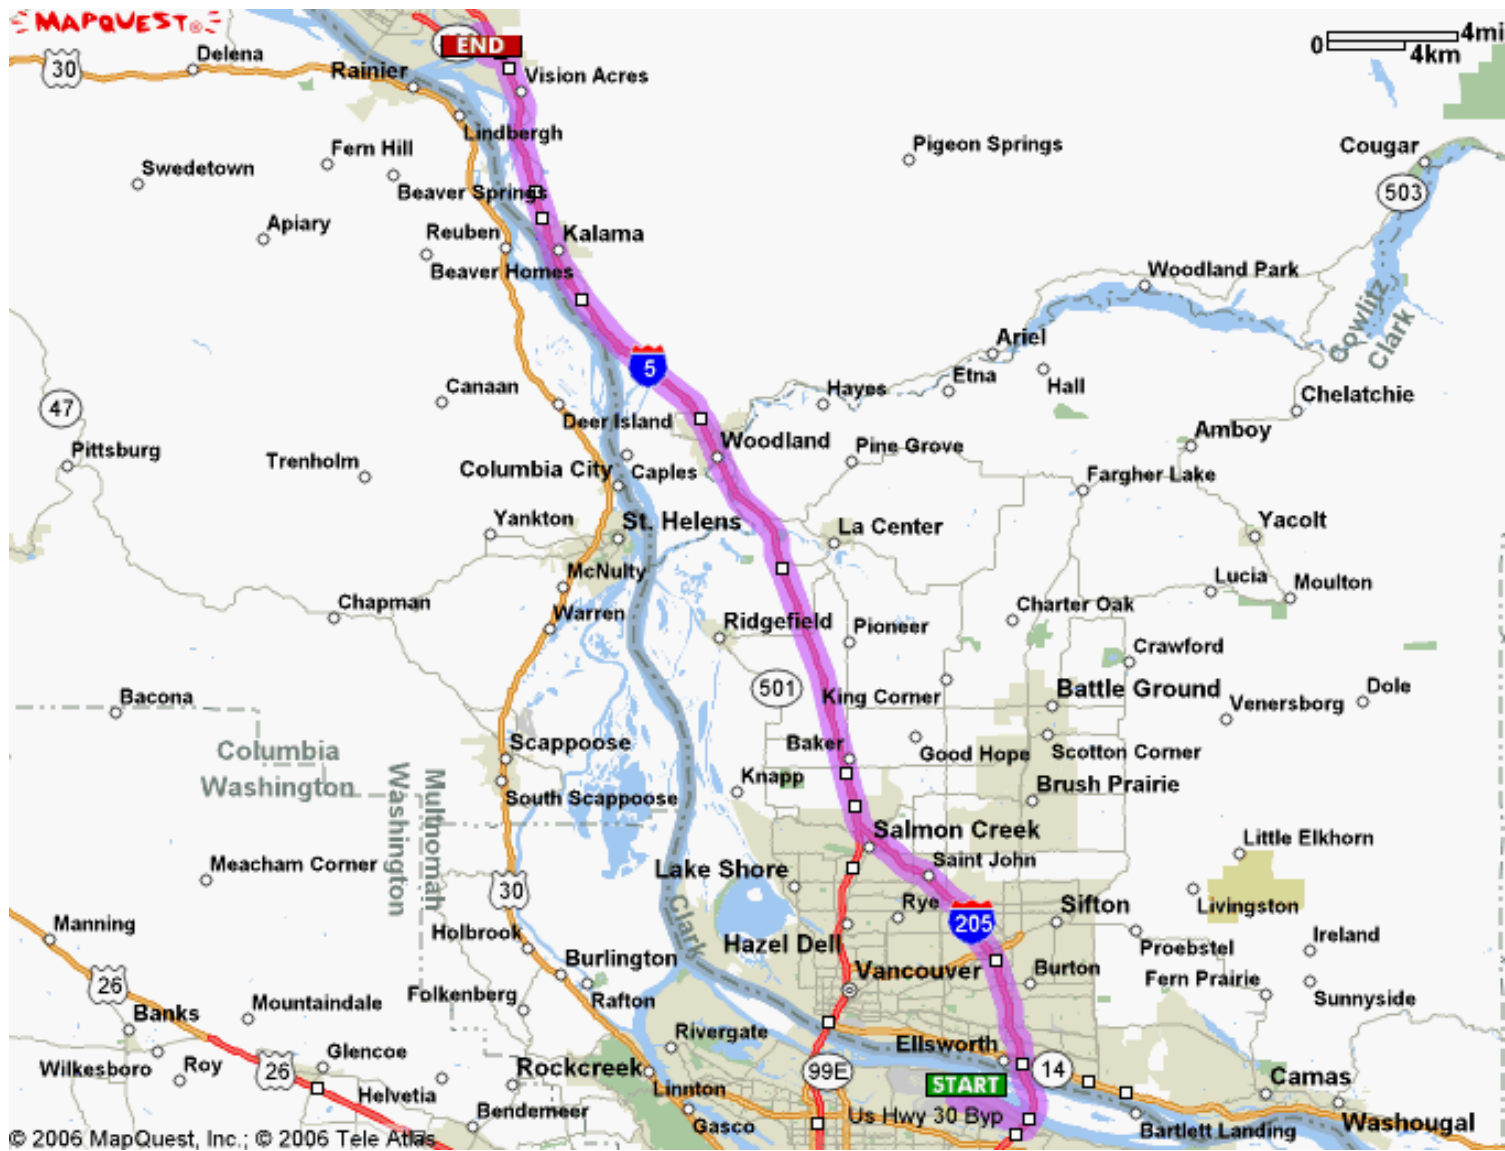 MAPQUEST
END
0 4mi
4km
30
Delena
Rainier
Vision Acres
Lindbergh
Fern Hill
Swedetown
Beaver Springs
Pigeon Springs
Cougar
503
Apiary
Reuben
Kalama
Beaver Homes
Woodland Park
Cowlitz
Clark
Ariel
5
Canaan
Hayes
Etna
Hall
Chelatchie
47
Deer Island
Pittsburg
Woodland
Pine Grove
Amboy
Trenholm
Columbia City
Caples
Fargher Lake
Yankton
St. Helens
La Center
Yacolt
McNulty
Lucia
Moulton
Chapman
Warren
Ridgefield
Pioneer
Charter Oak
Crawford
501
King Corner
Battle Ground
Bacona
Venersborg
Dole
Columbia
Washington
Scappoose
Baker
Good Hope
Scotton Corner
Multnomah
Washington
South Scappoose
Knapp
Brush Prairie
Salmon Creek
Little Elkhorn
Meacham Corner
Lake Shore
Saint John
30
Clark
Rye
205
Sifton
Livingston
Manning
Holbrook
Hazel Dell
Proebstel
Ireland
26
Burlington
Vancouver
Burton
Fern Prairie
Folkenberg
Rafton
Sunnyside
Banks
Mountaindale
Rivergate
Ellsworth
Wilkesboro
Roy
26
Glencoe
Rockcreek
99E
14
START
Camas
Helvetia
Linnton
Bendemeer
Gasco
Us Hwy 30 Byp
Bartlett Landing
Washougal
© 2006 MapQuest, Inc.; © 2006 Tele Atlas